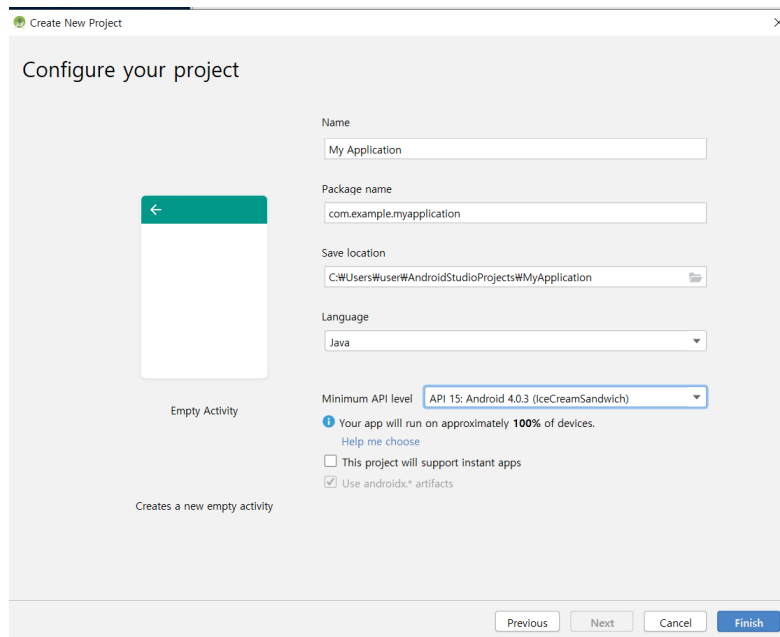 Create New Project
Configure your project
Name
My Application
Package name
com.example.myapplication
Save location
C:₩Users₩user₩AndroidStudioProjects₩MyApplication
Language
Java
Minimum API level
API 15: Android 4.0.3 (IceCreamSandwich)
Your app will run on approximately 100% of devices.
Help me choose
This project will support instant apps
Use androidx.* artifacts
Empty Activity
Creates a new empty activity
Previous
Next
Cancel
Finish